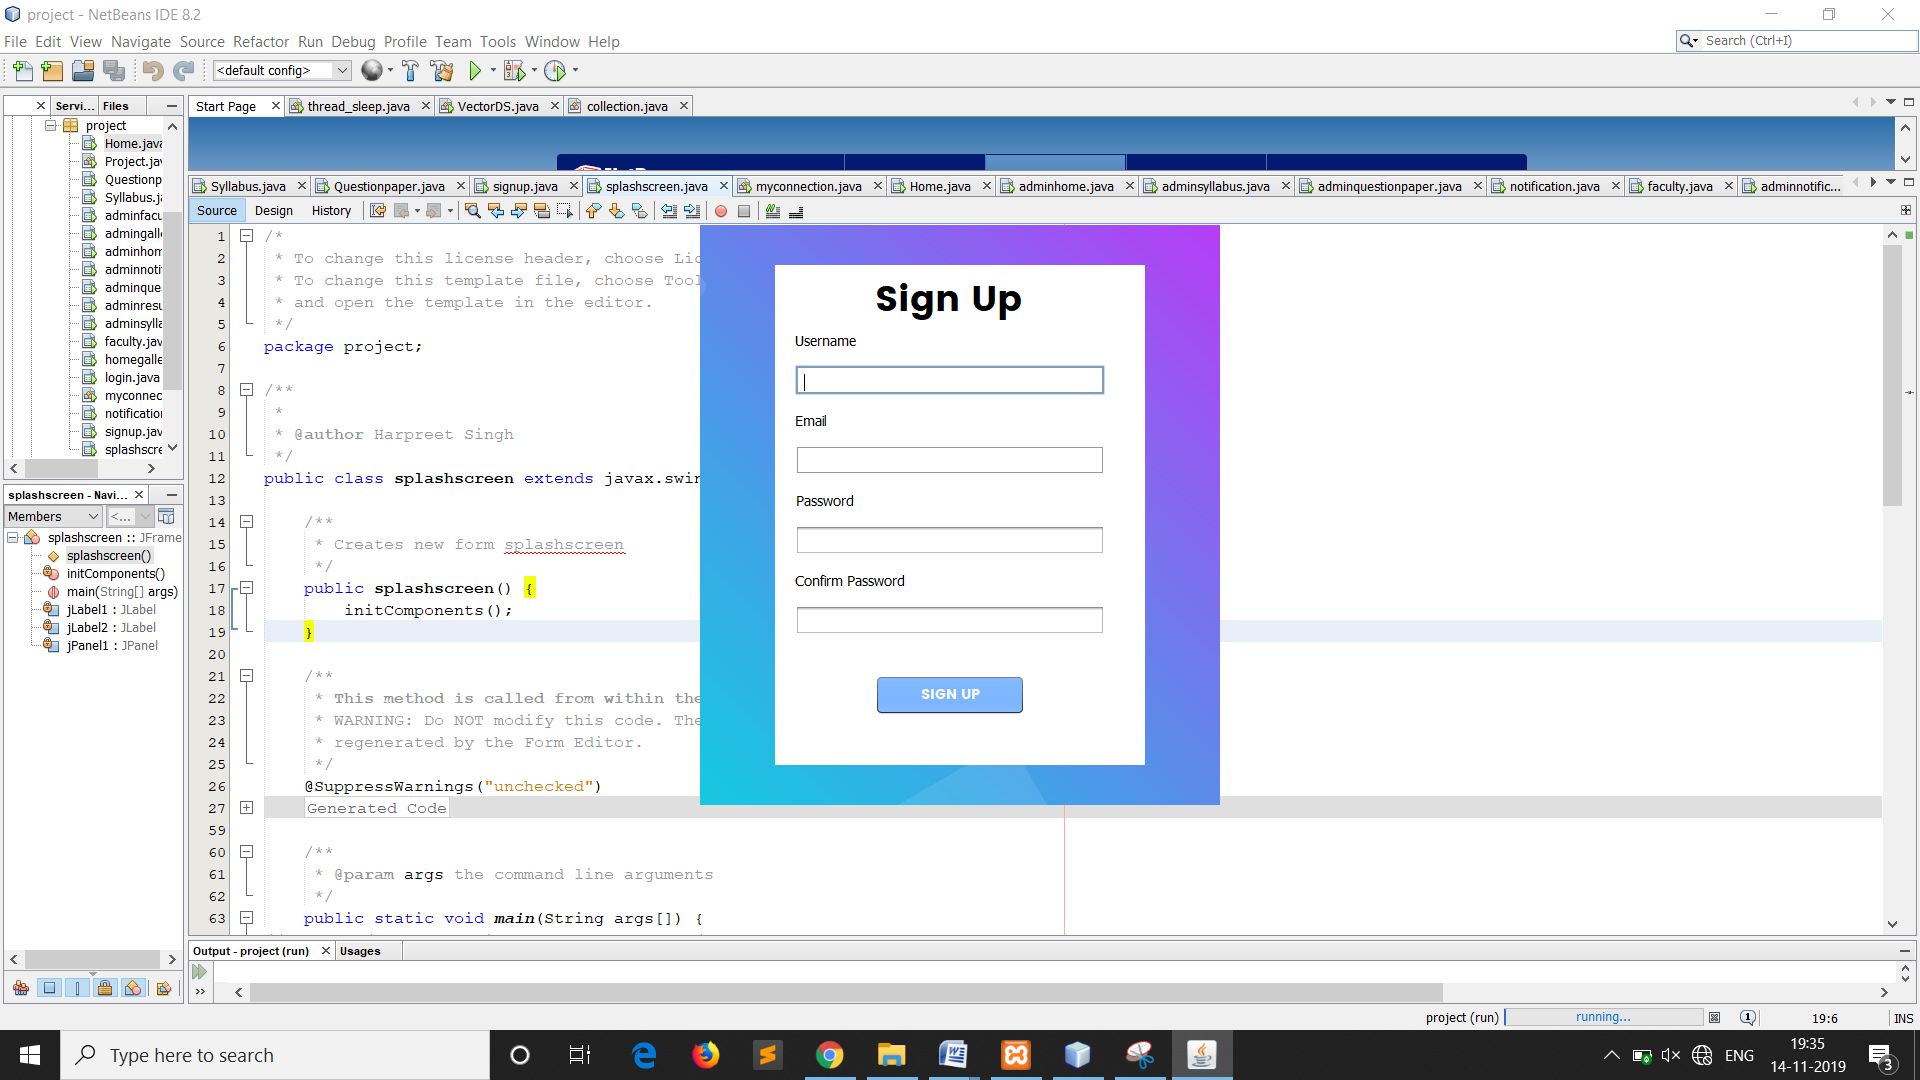 project - NetBeans IDE 8.2
File Edit View Navigate Source Refactor Run Debug Profile Team Tools Window Help
Search (Ctrl+I)
<default config>
Servi... Files
Start Page thread_sleep.java VectorDS.java collection.java
project
Home.java
Project.jav
Questionp
Syllabus.ja
adminfacu
admingalle
adminhom
adminnoti
adminque
adminresu
adminsylla
faculty.jav
homegalle
login.java
myconnec
notification
signup.jav
splashscre
Syllabus.java Questionpaper.java signup.java splashscreen.java myconnection.java Home.java adminhome.java adminsyllabus.java adminquestionpaper.java notification.java faculty.java adminnotific...
Source Design History
1 /*
2 * To change this license header, choose Lic
3 * To change this template file, choose Tool
4 * and open the template in the editor.
5 */
6 package project;
7
8 /**
9 *
10 * @author Harpreet Singh
11 */
12 public class splashscreen extends javax.swin
13
14 /**
15 * Creates new form splashscreen
16 */
17 public splashscreen() {
18 initComponents();
19 }
20
21 /**
22 * This method is called from within the
23 * WARNING: Do NOT modify this code. The
24 * regenerated by the Form Editor.
25 */
26 @SuppressWarnings("unchecked")
27 Generated Code
59
60 /**
61 * @param args the command line arguments
62 */
63 public static void main(String args[]) {
Sign Up
Username
Email
Password
Confirm Password
SIGN UP
splashscreen - Navi...
Members <...
splashscreen :: JFrame
splashscreen()
initComponents()
main(String[] args)
jLabel1 : JLabel
jLabel2 : JLabel
jPanel1 : JPanel
Output - project (run) Usages
project (run) running... 1 19:6 INS
Type here to search
ENG
19:35
14-11-2019
3